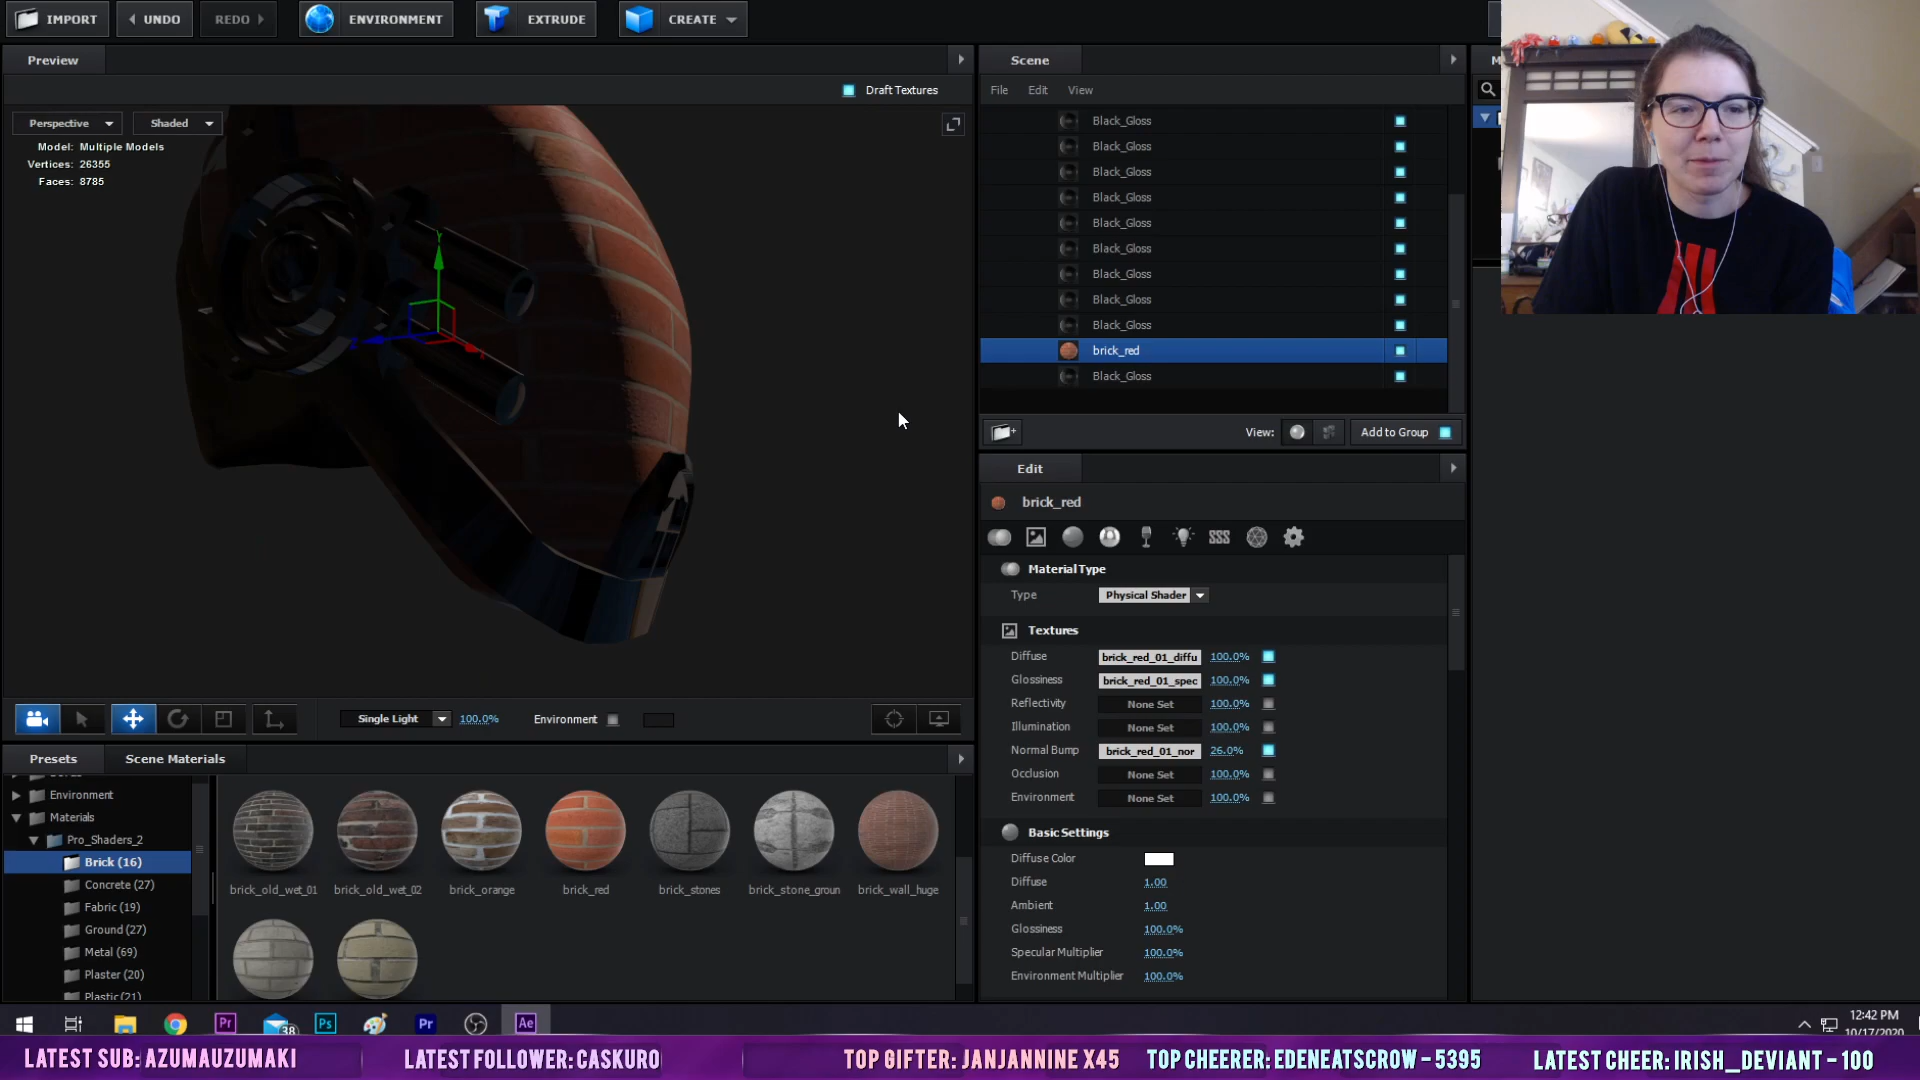 IMPORT
UNDO
REDO
ENVIRONMENT
EXTRUDE
CREATE
Preview
Draft Textures
Perspective
Shaded
Model: Multiple Models
Vertices: 26355
Faces: 8785
Single Light
100.0%
Environment
Presets
Scene Materials
Environment
Materials
Pro_Shaders_2
Brick (16)
Concrete (27)
Fabric (19)
Ground (27)
Metal (69)
Plaster (20)
Plastic (21)
brick_old_wet_01
brick_old_wet_02
brick_orange
brick_red
brick_stones
brick_stone_groun
brick_wall_huge
Scene
File Edit View
Black_Gloss
Black_Gloss
Black_Gloss
Black_Gloss
Black_Gloss
Black_Gloss
Black_Gloss
Black_Gloss
Black_Gloss
brick_red
Black_Gloss
View:
Add to Group
Edit
brick_red
SSS
Material Type
Type Physical Shader
Textures
Diffuse brick_red_01_diffu 100.0%
Glossiness brick_red_01_spec 100.0%
Reflectivity None Set 100.0%
Illumination None Set 100.0%
Normal Bump brick_red_01_nor 26.0%
Occlusion None Set 100.0%
Environment None Set 100.0%
Basic Settings
Diffuse Color
Diffuse 1.00
Ambient 1.00
Glossiness 100.0%
Specular Multiplier 100.0%
Environment Multiplier 100.0%
Pr
38
Ps
Pr
Ae
12:42 PM
10/17/2020
LATEST SUB: AZUMAUZUMAKI
LATEST FOLLOWER: CASKURO
TOP GIFTER: JANJANNINE X45
TOP CHEERER: EDENEATSCROW - 5395
LATEST CHEER: IRISH_DEVIANT - 100